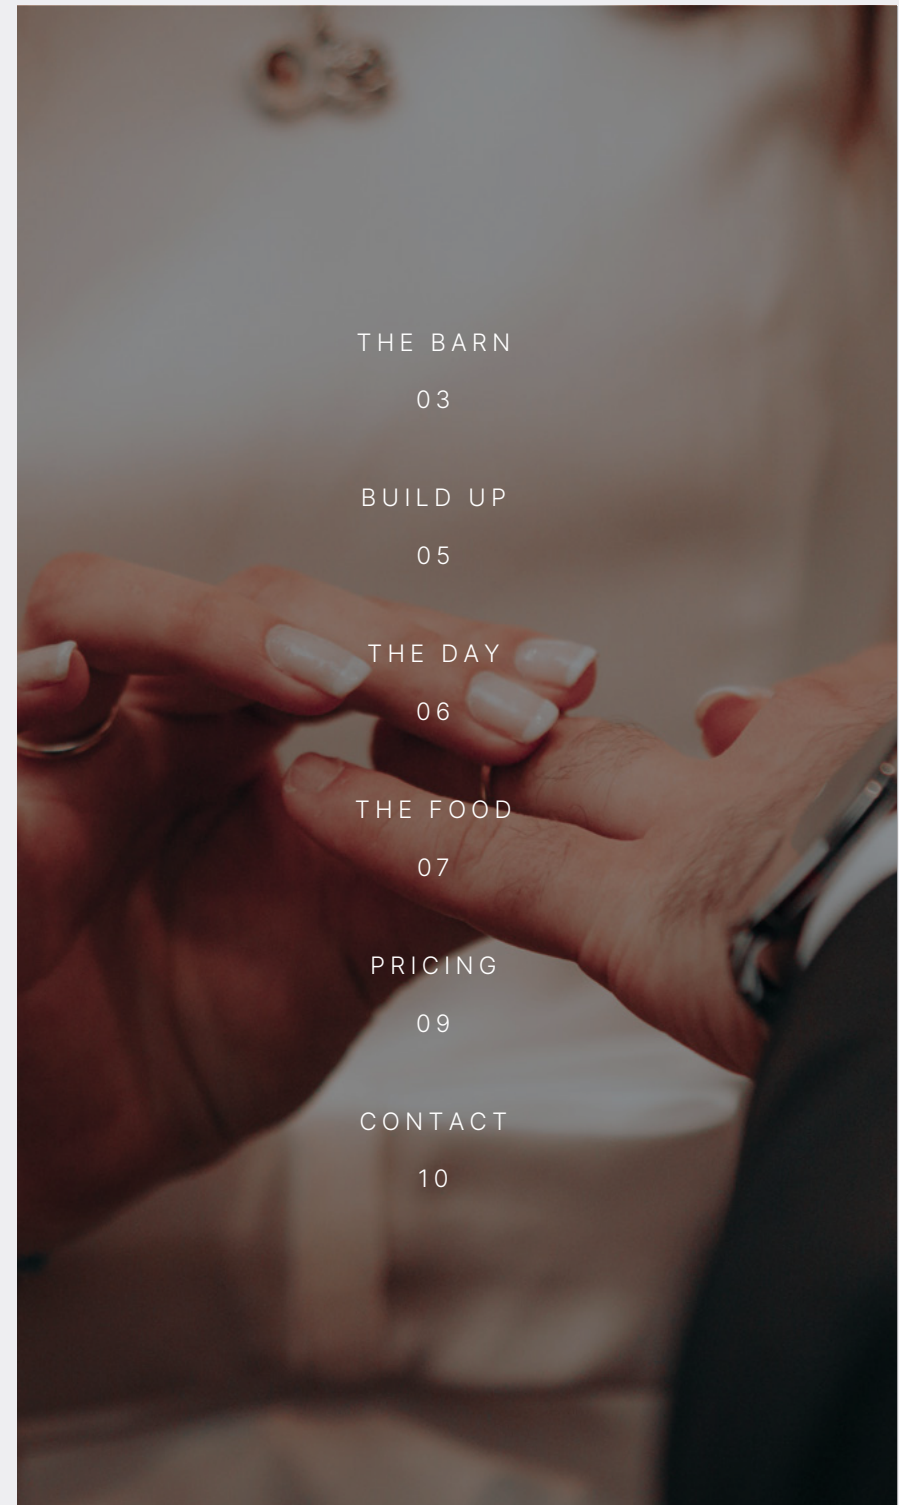 THE BARN
03
BUILD UP
05
THE DAY
06
THE FOOD
07
PRICING
09
CONTACT
10